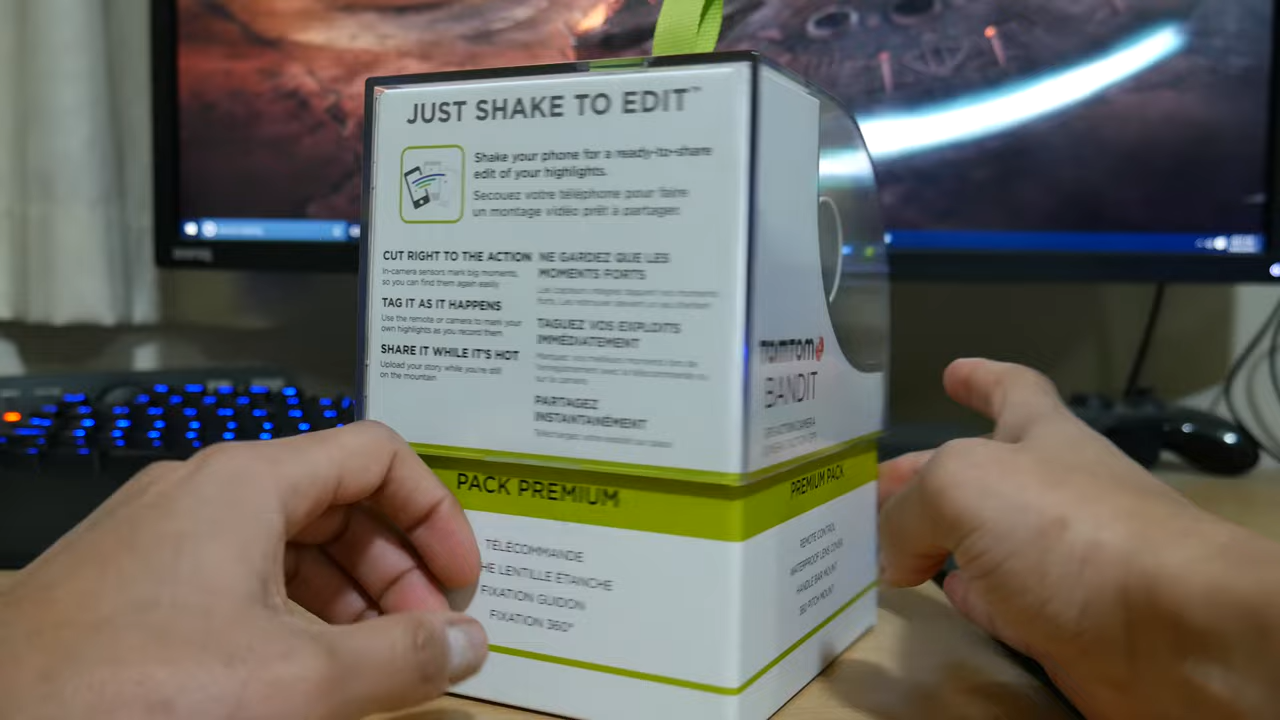 JUST SHAKE TO EDIT™
Shake your phone for a ready-to-share
edit of your highlights.
Secouez votre téléphone pour faire
un montage vidéo prêt à partager.
CUT RIGHT TO THE ACTION
In-camera sensors mark big moments,
so you can find them again easily
TAG IT AS IT HAPPENS
Use the remote or camera to mark your
own highlights as you record them
SHARE IT WHILE IT'S HOT
Upload your story while you're still
on the mountain
NE GARDEZ QUE LES
MOMENTS FORTS
TAGUEZ VOS EXPLOITS
IMMÉDIATEMENT
PARTAGEZ
INSTANTANÉMENT
PACK PREMIUM
TÉLÉCOMMANDE
LENTILLE ÉTANCHE
FIXATION GUIDON
FIXATION 360°
TOMTOM
BANDIT
PREMIUM PACK
REMOTE CONTROL
WATERPROOF LENS COVER
HANDLE BAR MOUNT
360 PITCH MOUNT